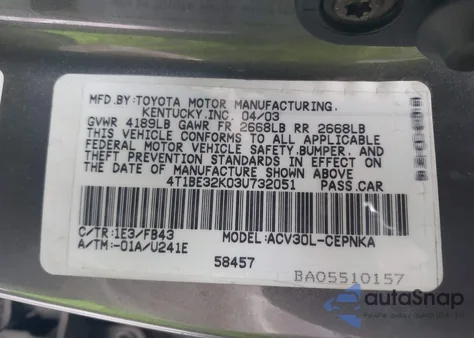 MFD.BY:TOYOTA MOTOR MANUFACTURING.
KENTUCKY.INC. 04/03
GVWR 4189LB GAWR FR 2668LB RR 2668LB
THIS VEHICLE CONFORMS TO ALL APPLICABLE
FEDERAL MOTOR VEHICLE SAFETY.BUMPER. AND
THEFT PREVENTION STANDARDS IN EFFECT ON
THE DATE OF MANUFACTURE SHOWN ABOVE
4T1BE32K03U732051 PASS.CAR
C/TR:1E3/FB43 MODEL:ACV30L-CEPNKA
A/TM:-01A/U241E
58457
BA05510157
autoSnap